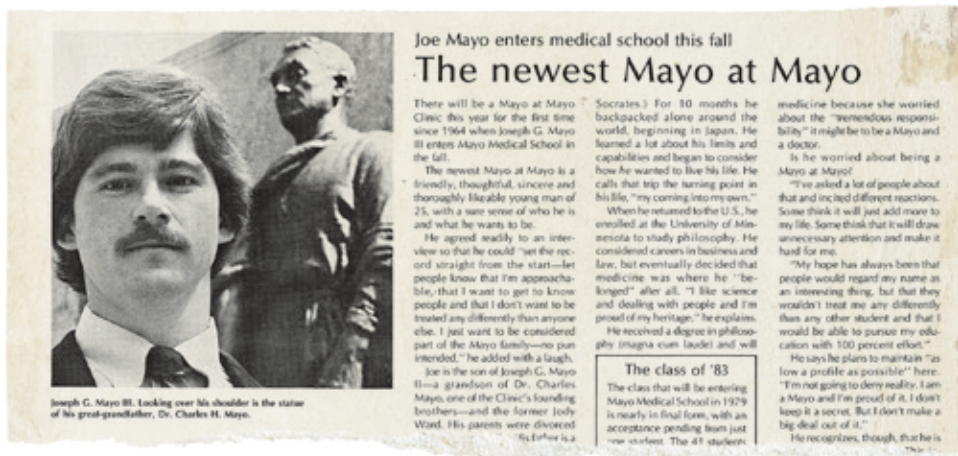 Joe Mayo enters medical school this fall
The newest Mayo at Mayo
There will be a Mayo at Mayo
Clinic this year for the first time
since 1964 when Joseph G. Mayo
III enters Mayo Medical School in
the fall.
The newest Mayo at Mayo is a
friendly, thoughtful, sincere and
thoroughly likeable young man of
25, with a sure sense of who he is
and what he wants to be.
He agreed readily to an inter-
view so that he could "set the rec-
ord straight from the start—let
people know that I'm approacha-
ble, that I want to get to know
people and that I don't want to be
treated any differently than anyone
else. I just want to be considered
part of the Mayo family—no pun
intended," he added with a laugh.
Joe is the son of Joseph G. Mayo
II—a grandson of Dr. Charles
Mayo, one of the Clinic's founding
brothers—and the former Jody
Ward. His parents were divorced
His father is a
Socrates.) For 10 months he
backpacked alone around the
world, beginning in Japan. He
learned a lot about his limits and
capabilities and began to consider
how he wanted to live his life. He
calls that trip the turning point in
his life, "my coming into my own."
When he returned to the U.S., he
enrolled at the University of Min-
nesota to study philosophy. He
considered careers in business and
law, but eventually decided that
medicine was where he "be-
longed" after all. "I like science
and dealing with people and I'm
proud of my heritage," he explains.
He received a degree in philoso-
phy (magna cum laude) and will
The class of '83
The class that will be entering
Mayo Medical School in 1979
is nearly in final form, with an
acceptance pending from just
one student. The 41 students
medicine because she worried
about the "tremendous responsi-
bility" it might be to be a Mayo and
a doctor.
Is he worried about being a
Mayo at Mayo?
"I've asked a lot of people about
that and incited different reactions.
Some think it will just add more to
my life. Some think that it will draw
unnecessary attention and make it
hard for me.
"My hope has always been that
people would regard my name as
an interesting thing, but that they
wouldn't treat me any differently
than any other student and that I
would be able to pursue my edu-
cation with 100 percent effort."
He says he plans to maintain "as
low a profile as possible" here.
"I'm not going to deny reality. I am
a Mayo and I'm proud of it. I don't
keep it a secret. But I don't make a
big deal out of it."
He recognizes, though, that he is
Joseph G. Mayo III. Looking over his shoulder is the statue
of his great-grandfather, Dr. Charles H. Mayo.